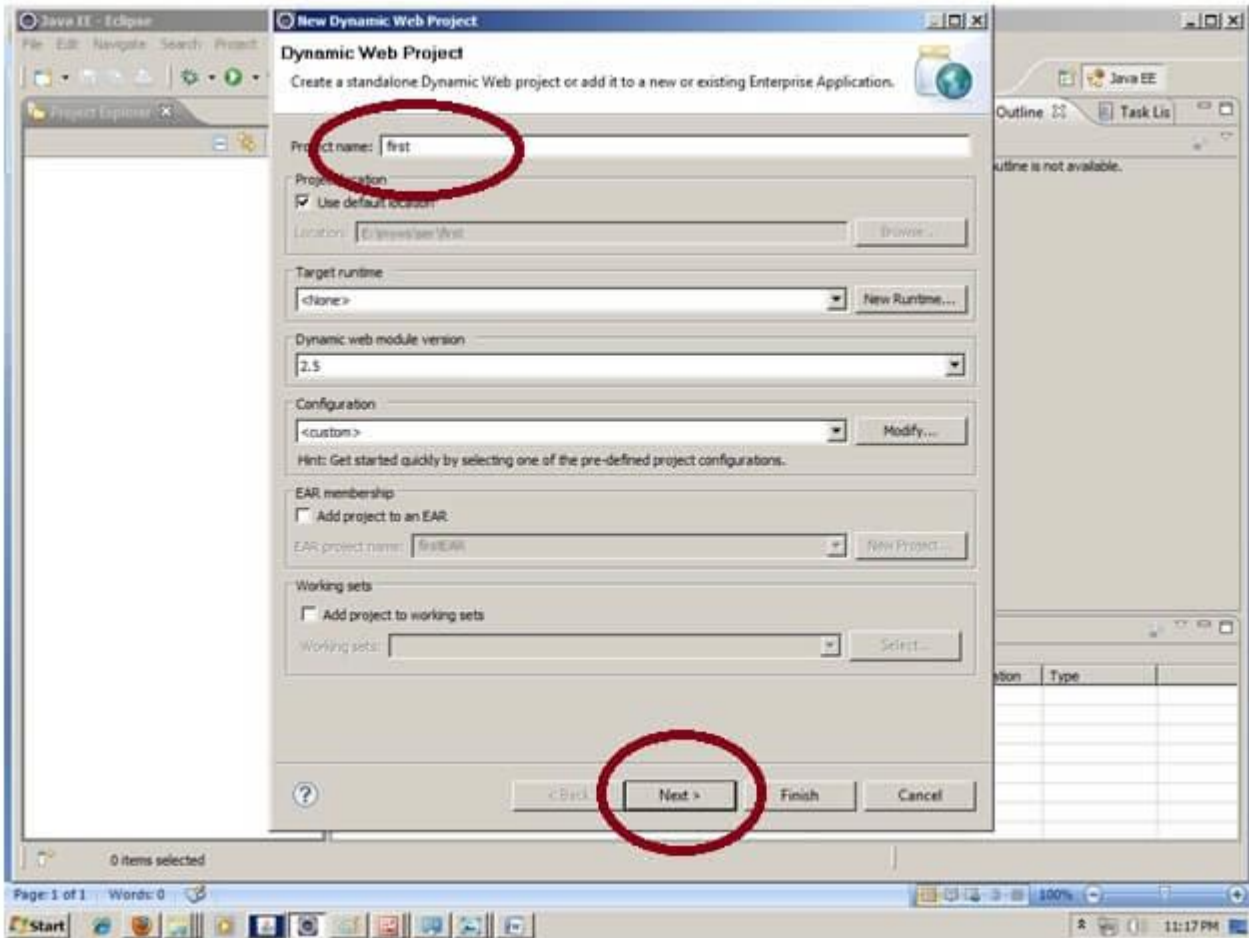 Java EE - Eclipse
File Edit Navigate Search Project
Java EE
Project Explorer
Outline
Task Lis
utline is not available.
New Dynamic Web Project
Dynamic Web Project
Create a standalone Dynamic Web project or add it to a new or existing Enterprise Application.
Project name: first
Project location
Use default location
Location: Browse...
Target runtime
<None> New Runtime...
Dynamic web module version
2.5
Configuration
<custom> Modify...
Hint: Get started quickly by selecting one of the pre-defined project configurations.
EAR membership
Add project to an EAR
EAR project name: firstEAR New Project...
Working sets
Add project to working sets
Working sets: Select...
ation Type
< Back Next > Finish Cancel
0 items selected
Page: 1 of 1 Words: 0 100%
Start 11:17 PM